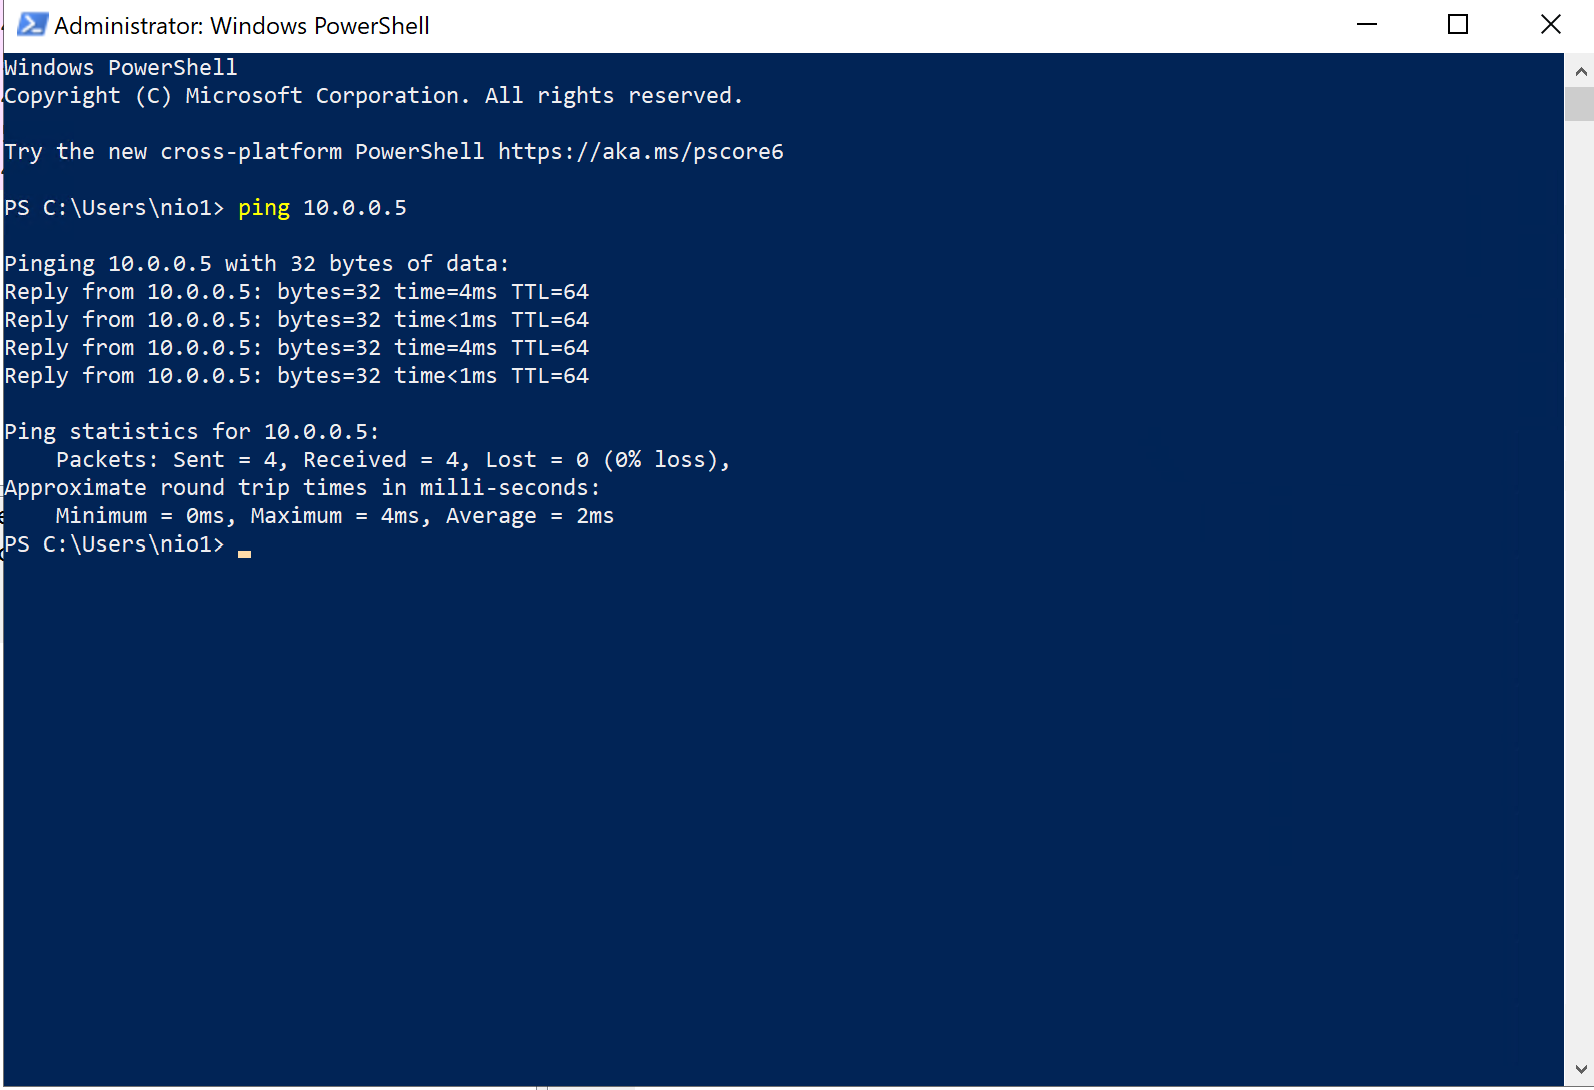 Administrator: Windows PowerShell
Windows PowerShell
Copyright (C) Microsoft Corporation. All rights reserved.
Try the new cross-platform PowerShell https://aka.ms/pscore6
PS C:\Users\nio1> ping 10.0.0.5
Pinging 10.0.0.5 with 32 bytes of data:
Reply from 10.0.0.5: bytes=32 time=4ms TTL=64
Reply from 10.0.0.5: bytes=32 time<1ms TTL=64
Reply from 10.0.0.5: bytes=32 time=4ms TTL=64
Reply from 10.0.0.5: bytes=32 time<1ms TTL=64
Ping statistics for 10.0.0.5:
    Packets: Sent = 4, Received = 4, Lost = 0 (0% loss),
Approximate round trip times in milli-seconds:
    Minimum = 0ms, Maximum = 4ms, Average = 2ms
PS C:\Users\nio1>